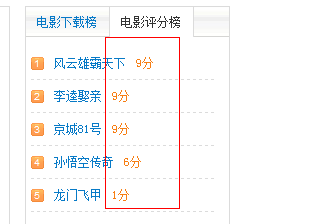 电影下载榜 电影评分榜
1 风云雄霸天下 9分
2 李逵娶亲 9分
3 京城81号 9分
4 孙悟空传奇 6分
5 龙门飞甲 1分